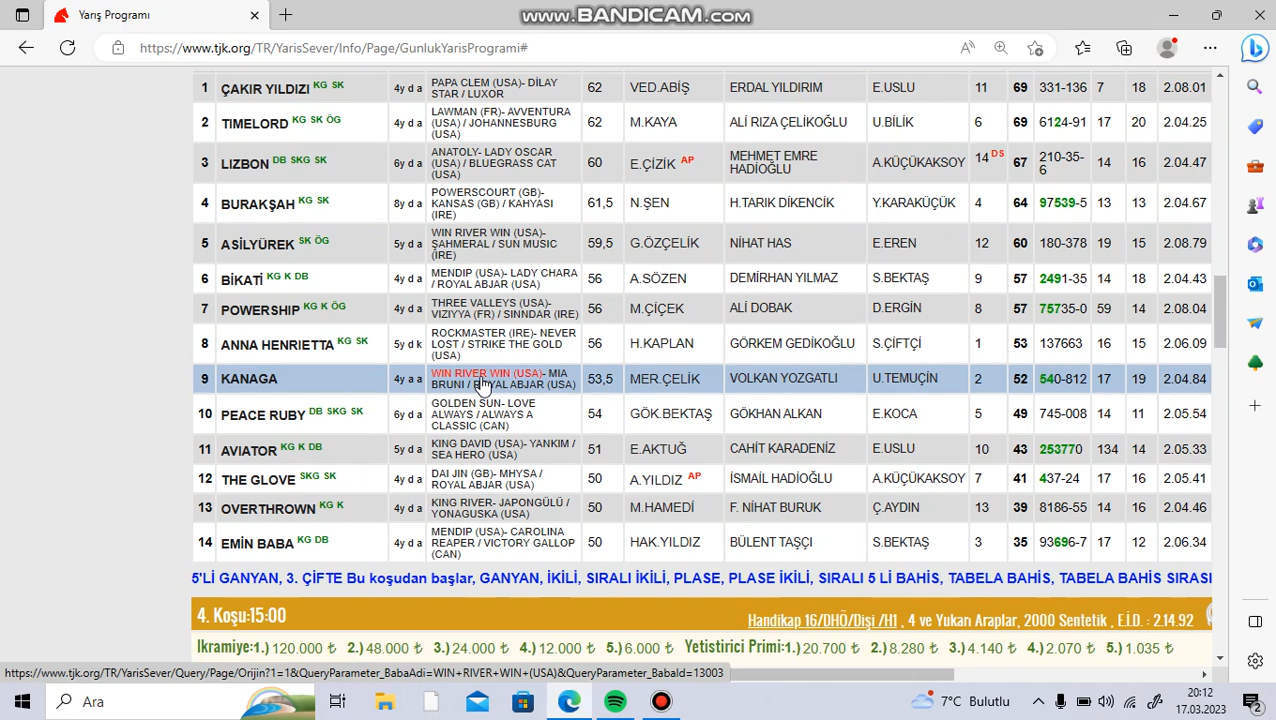 Yarış Programı
www.BANDICAM.com
https://www.tjk.org/TR/YarisSever/Info/Page/GunlukYarisProgrami#
1 ÇAKIR YILDIZI KG SK 4y d a PAPA CLEM (USA)- DİLAY STAR / LUXOR 62 VED.ABİŞ ERDAL YILDIRIM E.USLU 11 69 331-136 7 18 2.08.01
2 TIMELORD KG SK ÖG 4y d a LAWMAN (FR)- AVVENTURA (USA) / JOHANNESBURG (USA) 62 M.KAYA ALİ RIZA ÇELİKOĞLU U.BİLİK 6 69 6124-91 17 20 2.04.25
3 LIZBON DB SKG SK 6y d a ANATOLY- LADY OSCAR (USA) / BLUEGRASS CAT (USA) 60 E.ÇİZİK AP MEHMET EMRE HADİOĞLU A.KÜÇÜKAKSOY 14 DS 67 210-35-6 14 16 2.04.47
4 BURAKŞAH KG SK 8y d a POWERSCOURT (GB)- KANSAS (GB) / KAHYASI (IRE) 61,5 N.ŞEN H.TARIK DİKENCİK Y.KARAKÜÇÜK 4 64 97539-5 13 13 2.04.67
5 ASİLYÜREK SK ÖG 5y d a WIN RIVER WIN (USA)- ŞAHMERAL / SUN MUSIC (IRE) 59,5 G.ÖZÇELİK NİHAT HAS E.EREN 12 60 180-378 19 15 2.08.79
6 BİKATİ KG K DB 4y d a MENDIP (USA)- LADY CHARA / ROYAL ABJAR (USA) 56 A.SÖZEN DEMİRHAN YILMAZ S.BEKTAŞ 9 57 2491-35 14 18 2.04.43
7 POWERSHIP KG K ÖG 4y d a THREE VALLEYS (USA)- VIZIYYA (FR) / SINNDAR (IRE) 56 M.ÇİÇEK ALİ DOBAK D.ERGİN 8 57 75735-0 59 14 2.08.04
8 ANNA HENRIETTA KG SK 5y d k ROCKMASTER (IRE)- NEVER LOST / STRIKE THE GOLD (USA) 56 H.KAPLAN GÖRKEM GEDİKOĞLU S.ÇİFTÇİ 1 53 137663 16 15 2.05.09
9 KANAGA 4y a a WIN RIVER WIN (USA)- MIA BRUNI / ROYAL ABJAR (USA) 53,5 MER.ÇELİK VOLKAN YOZGATLI U.TEMUÇİN 2 52 540-812 17 19 2.04.84
10 PEACE RUBY DB SKG SK 6y d a GOLDEN SUN- LOVE ALWAYS / ALWAYS A CLASSIC (CAN) 54 GÖK.BEKTAŞ GÖKHAN ALKAN E.KOCA 5 49 745-008 14 11 2.05.54
11 AVIATOR KG K DB 5y d a KING DAVID (USA)- YANKIM / SEA HERO (USA) 51 E.AKTUĞ CAHİT KARADENİZ E.USLU 10 43 253770 134 14 2.05.33
12 THE GLOVE SKG SK 4y d a DAI JIN (GB)- MHYSA / ROYAL ABJAR (USA) 50 A.YILDIZ AP İSMAİL HADİOĞLU A.KÜÇÜKAKSOY 7 41 437-24 17 16 2.05.41
13 OVERTHROWN KG K 4y d a KING RIVER- JAPONGÜLÜ / YONAGUSKA (USA) 50 M.HAMEDİ F. NİHAT BURUK Ç.AYDIN 13 39 8186-55 14 16 2.04.46
14 EMİN BABA KG DB 4y d a MENDIP (USA)- CAROLINA REAPER / VICTORY GALLOP (CAN) 50 HAK.YILDIZ BÜLENT TAŞÇI S.BEKTAŞ 3 35 93696-7 17 12 2.06.34
5'Lİ GANYAN, 3. ÇİFTE Bu koşudan başlar, GANYAN, İKİLİ, SIRALI İKİLİ, PLASE, PLASE İKİLİ, SIRALI 5 Lİ BAHİS, TABELA BAHİS, TABELA BAHİS SIRASI
4. Koşu:15:00 Handikap 16/DHÖ/Dişi /H1 , 4 ve Yukarı Araplar, 2000 Sentetik , E.İ.D. : 2.14.92
İkramiye:1.) 120.000 ₺ 2.) 48.000 ₺ 3.) 24.000 ₺ 4.) 12.000 ₺ 5.) 6.000 ₺ Yetistirici Primi:1.) 20.700 ₺ 2.) 8.280 ₺ 3.) 4.140 ₺ 4.) 2.070 ₺ 5.) 1.035 ₺
https://www.tjk.org/TR/YarisSever/Query/Page/Orijin?1=1&QueryParameter_BabaAdi=WIN+RIVER+WIN+(USA)&QueryParameter_BabaId=13003
Ara
7°C Bulutlu
20:12
17.03.2023
2